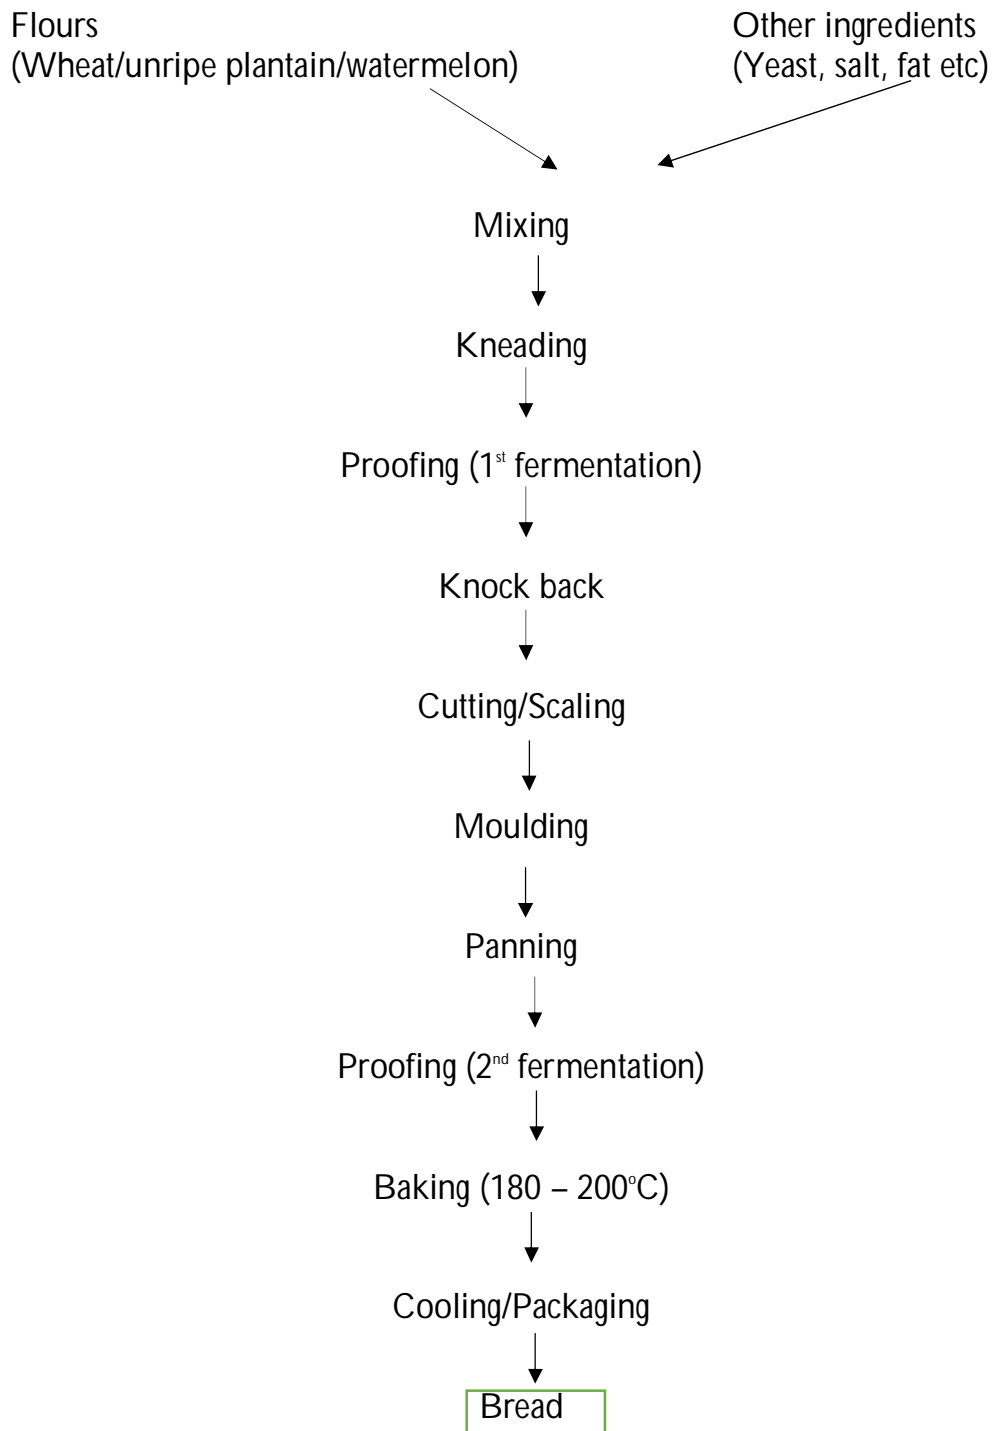 Flours
(Wheat/unripe plantain/watermelon)
Other ingredients
(Yeast, salt, fat etc)
Mixing
Kneading
Proofing (1st fermentation)
Knock back
Cutting/Scaling
Moulding
Panning
Proofing (2nd fermentation)
Baking (180 – 200°C)
Cooling/Packaging
Bread